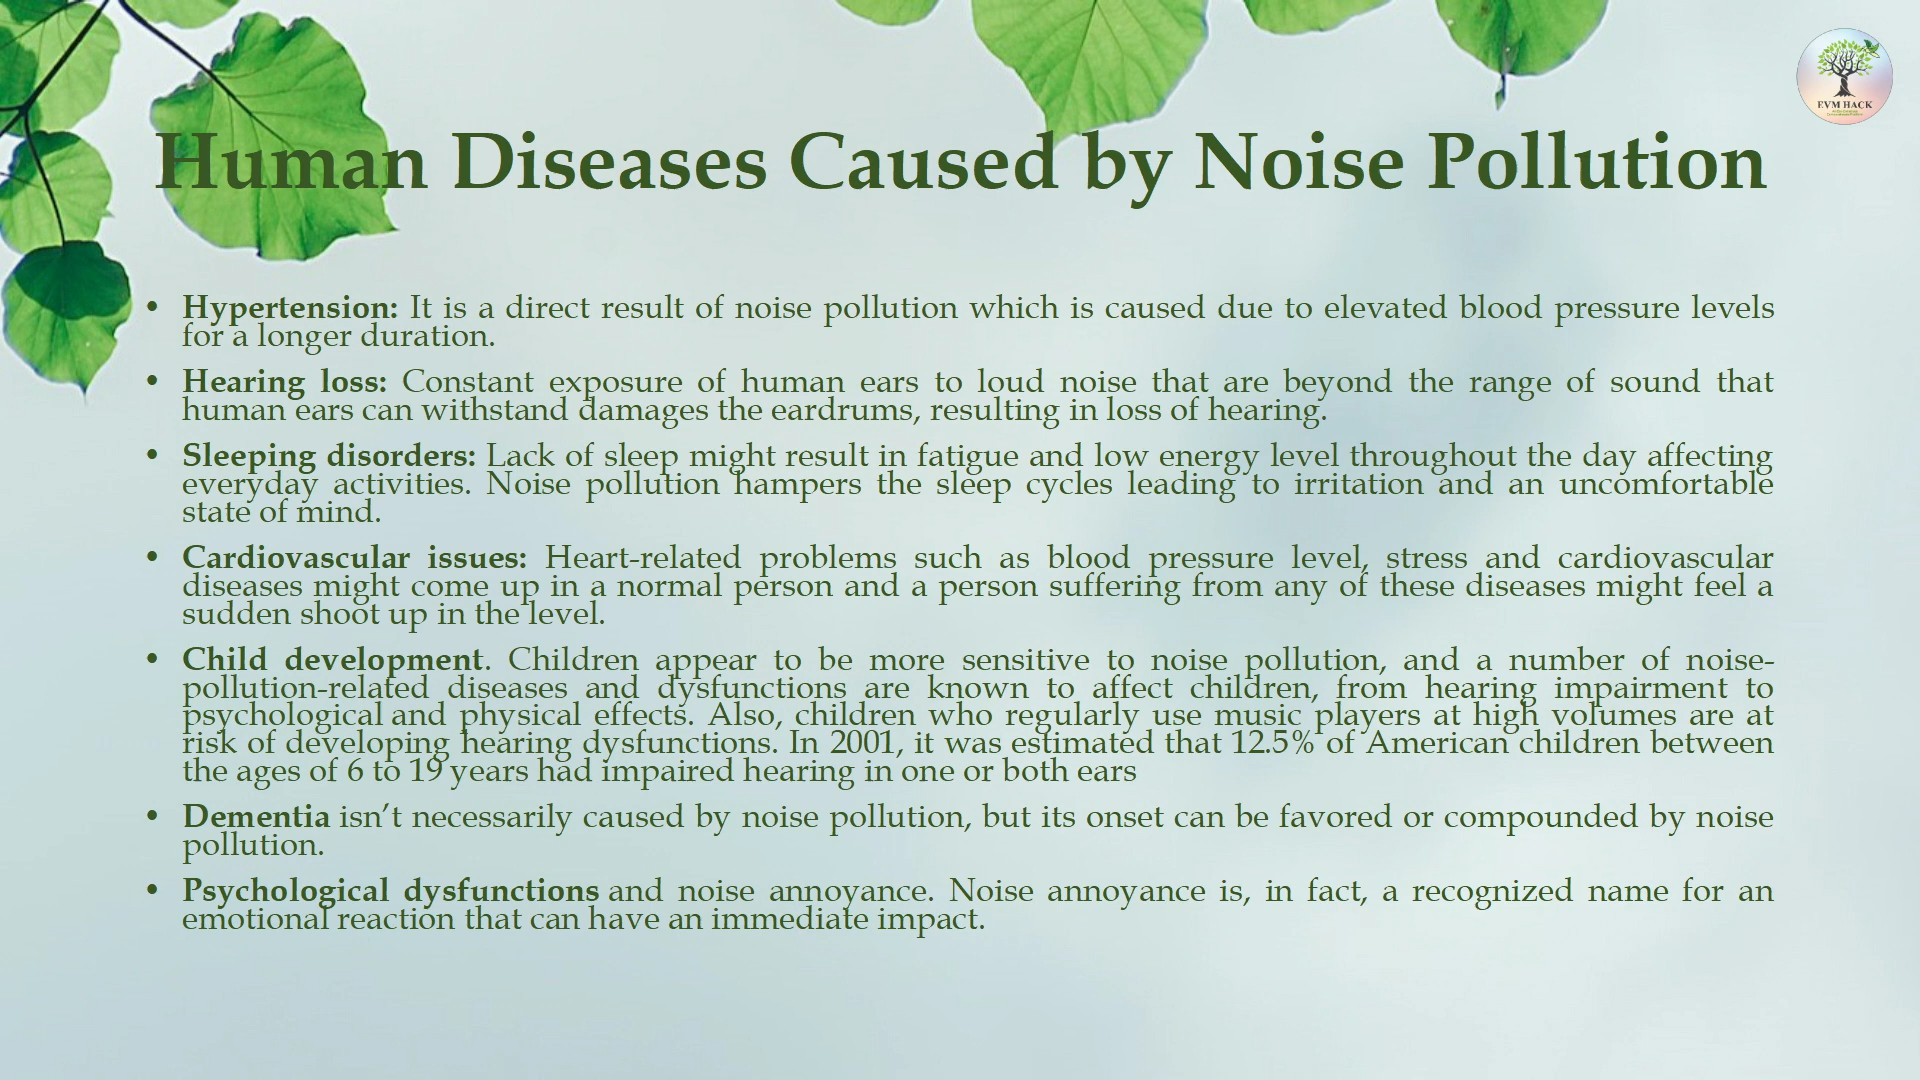 EVM HACK
Human Diseases Caused by Noise Pollution
• Hypertension: It is a direct result of noise pollution which is caused due to elevated blood pressure levels
for a longer duration.
• Hearing loss: Constant exposure of human ears to loud noise that are beyond the range of sound that
human ears can withstand damages the eardrums, resulting in loss of hearing.
• Sleeping disorders: Lack of sleep might result in fatigue and low energy level throughout the day affecting
everyday activities. Noise pollution hampers the sleep cycles leading to irritation and an uncomfortable
state of mind.
• Cardiovascular issues: Heart-related problems such as blood pressure level, stress and cardiovascular
diseases might come up in a normal person and a person suffering from any of these diseases might feel a
sudden shoot up in the level.
• Child development. Children appear to be more sensitive to noise pollution, and a number of noise-
pollution-related diseases and dysfunctions are known to affect children, from hearing impairment to
psychological and physical effects. Also, children who regularly use music players at high volumes are at
risk of developing hearing dysfunctions. In 2001, it was estimated that 12.5% of American children between
the ages of 6 to 19 years had impaired hearing in one or both ears
• Dementia isn’t necessarily caused by noise pollution, but its onset can be favored or compounded by noise
pollution.
• Psychological dysfunctions and noise annoyance. Noise annoyance is, in fact, a recognized name for an
emotional reaction that can have an immediate impact.